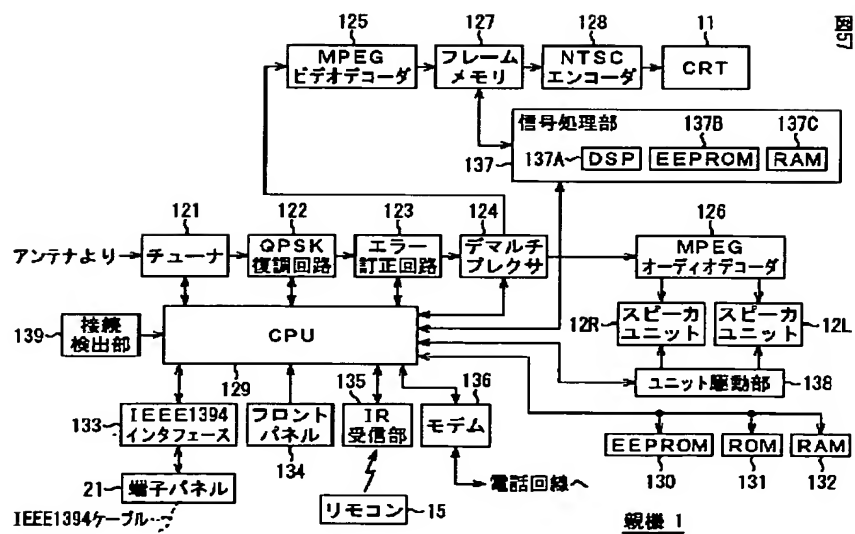 図57
125
MPEG
ビデオデコーダ
127
フレーム
メモリ
128
NTSC
エンコーダ
11
CRT
信号処理部
137
137A
DSP
137B
EEPROM
137C
RAM
アンテナより
121
チューナ
122
QPSK
復調回路
123
エラー
訂正回路
124
デマルチ
プレクサ
126
MPEG
オーディオデコーダ
139
接続
検出部
CPU
129
12R
スピーカ
ユニット
スピーカ
ユニット
12L
ユニット駆動部
138
133
IEEE1394
インタフェース
フロント
パネル
134
135
IR
受信部
136
モデム
EEPROM
130
ROM
131
RAM
132
21
端子パネル
IEEE1394ケーブル
リモコン
15
電話回線へ
親機 1